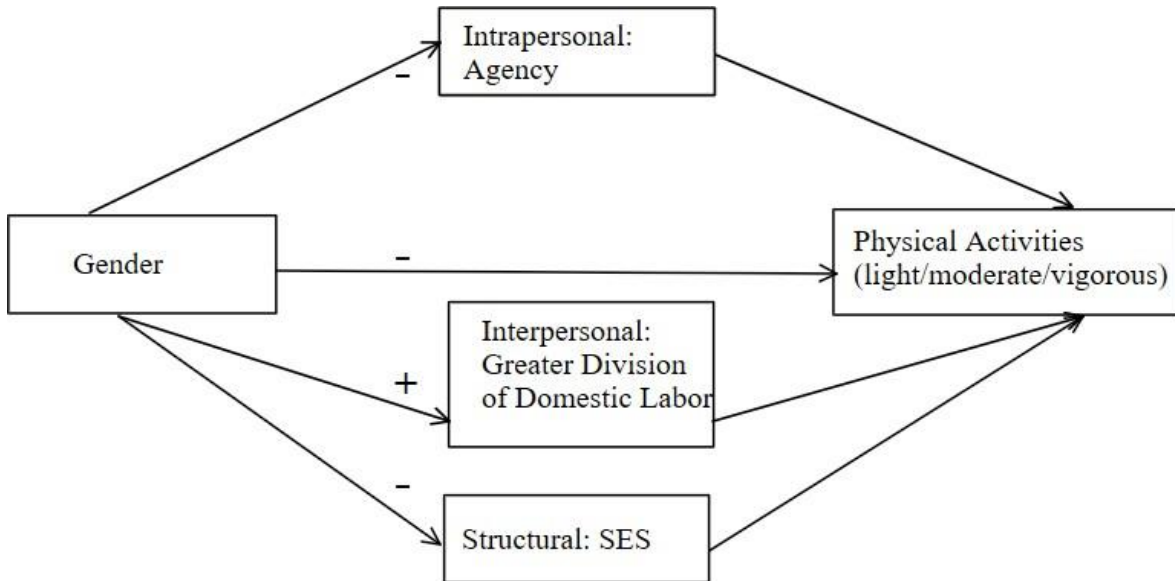 Intrapersonal:
Agency
-
Gender
-
Physical Activities
(light/moderate/vigorous)
Interpersonal:
Greater Division
of Domestic Labor
+
-
Structural: SES